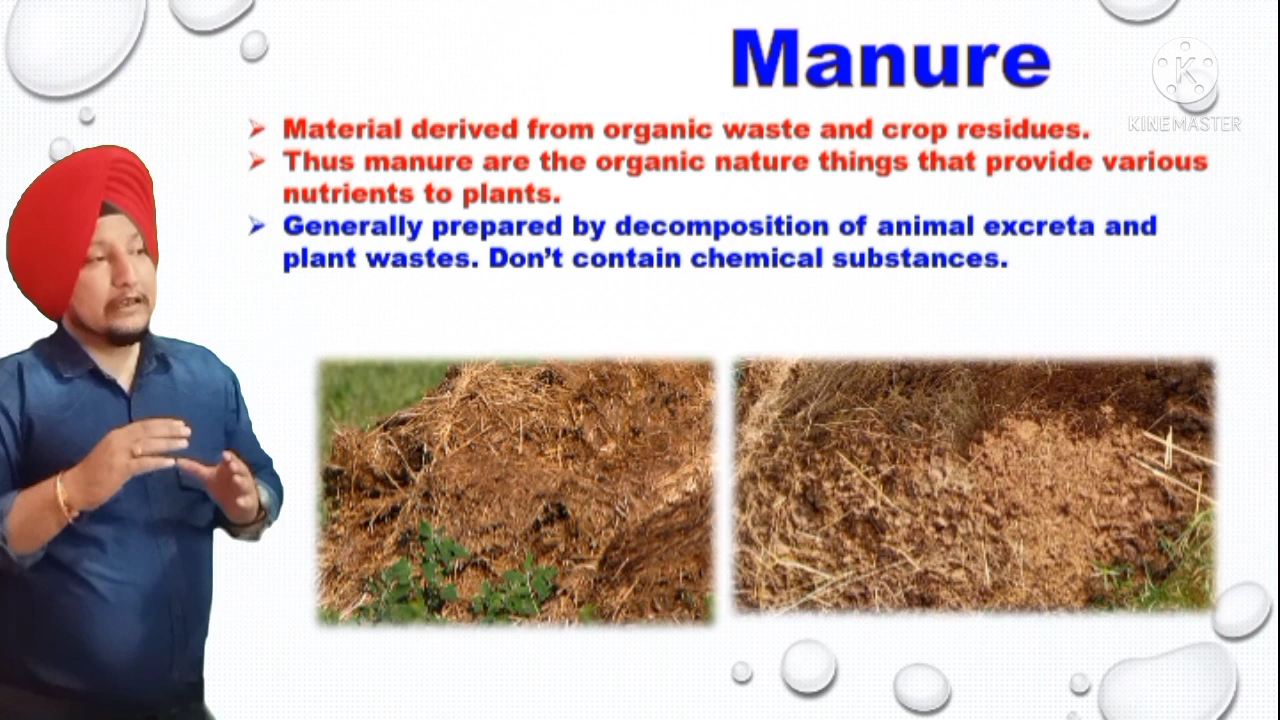 Manure
KINEMASTER
Material derived from organic waste and crop residues.
Thus manure are the organic nature things that provide various
nutrients to plants.
Generally prepared by decomposition of animal excreta and
plant wastes. Don’t contain chemical substances.